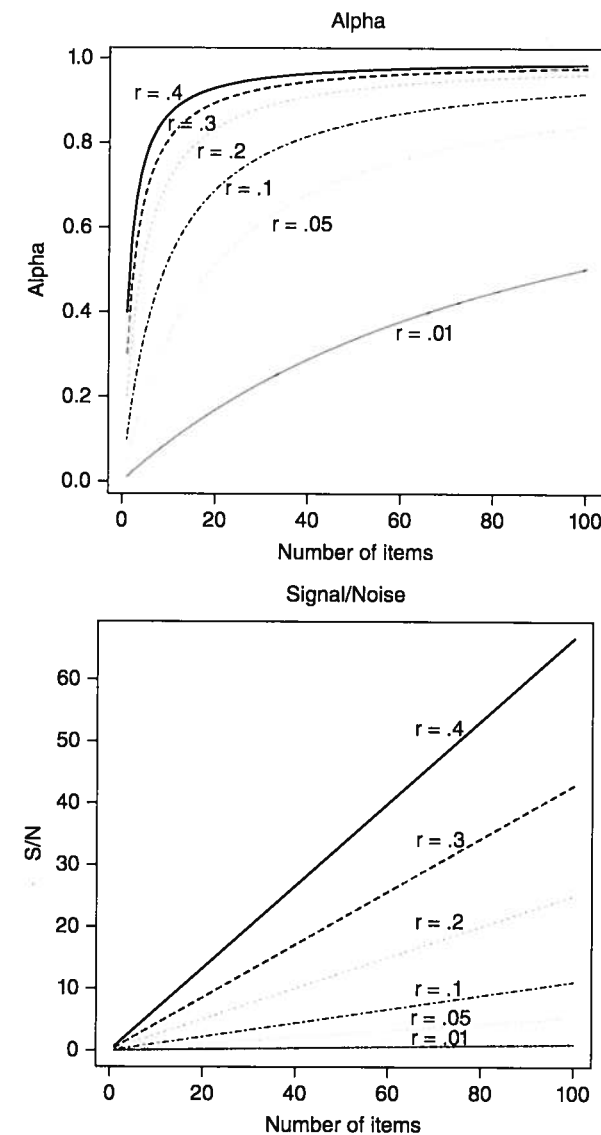 Alpha
1.0
r = .4
r = .3
0.8
r = .2
r = .1
0.6
r = .05
Alpha
0.4
r = .01
0.2
0.0
0 20 40 60 80 100
Number of items
Signal/Noise
60
r = .4
50
40
r = .3
S/N
30
r = .2
20
r = .1
10
r = .05
r = .01
0
0 20 40 60 80 100
Number of items